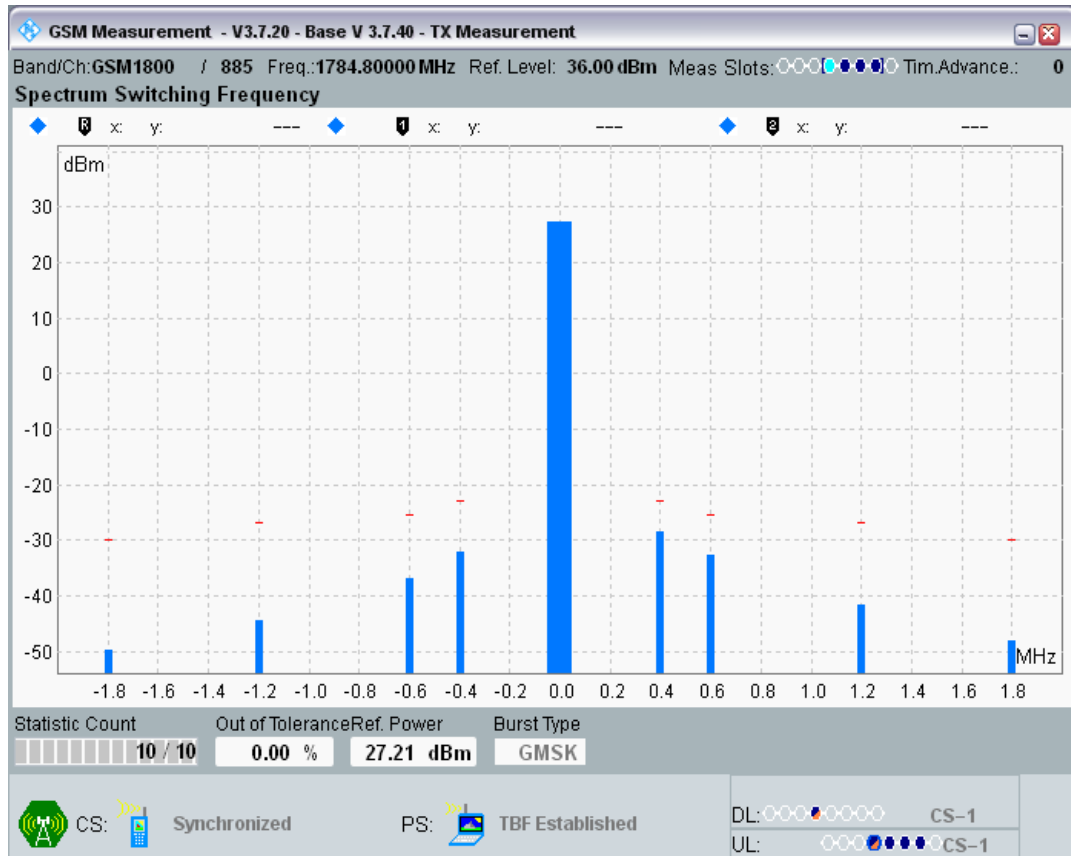 GSM Measurement - V3.7.20 - Base V 3.7.40 - TX Measurement
Band/Ch:GSM1800 / 885 Freq.:1784.80000 MHz Ref. Level: 36.00 dBm Meas Slots: Tim.Advance.: 0
Spectrum Switching Frequency
R x: y: --- 1 x: y: --- 2 x: y: ---
dBm
30
20
10
0
-10
-20
-30
-40
-50
MHz
-1.8 -1.6 -1.4 -1.2 -1.0 -0.8 -0.6 -0.4 -0.2 0.0 0.2 0.4 0.6 0.8 1.0 1.2 1.4 1.6 1.8
Statistic Count Out of Tolerance Ref. Power Burst Type
10 / 10 0.00 % 27.21 dBm GMSK
CS: Synchronized PS: TBF Established
DL: CS-1
UL: CS-1